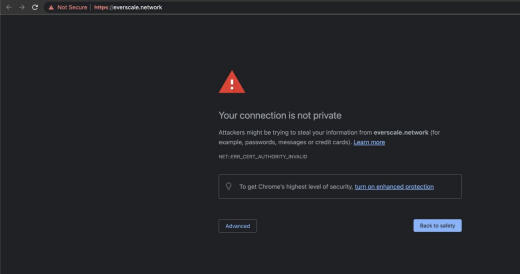 Not Secure | https://everscale.network
Your connection is not private
Attackers might be trying to steal your information from everscale.network (for
example, passwords, messages or credit cards). Learn more
NET::ERR_CERT_AUTHORITY_INVALID
To get Chrome's highest level of security, turn on enhanced protection
Advanced
Back to safety